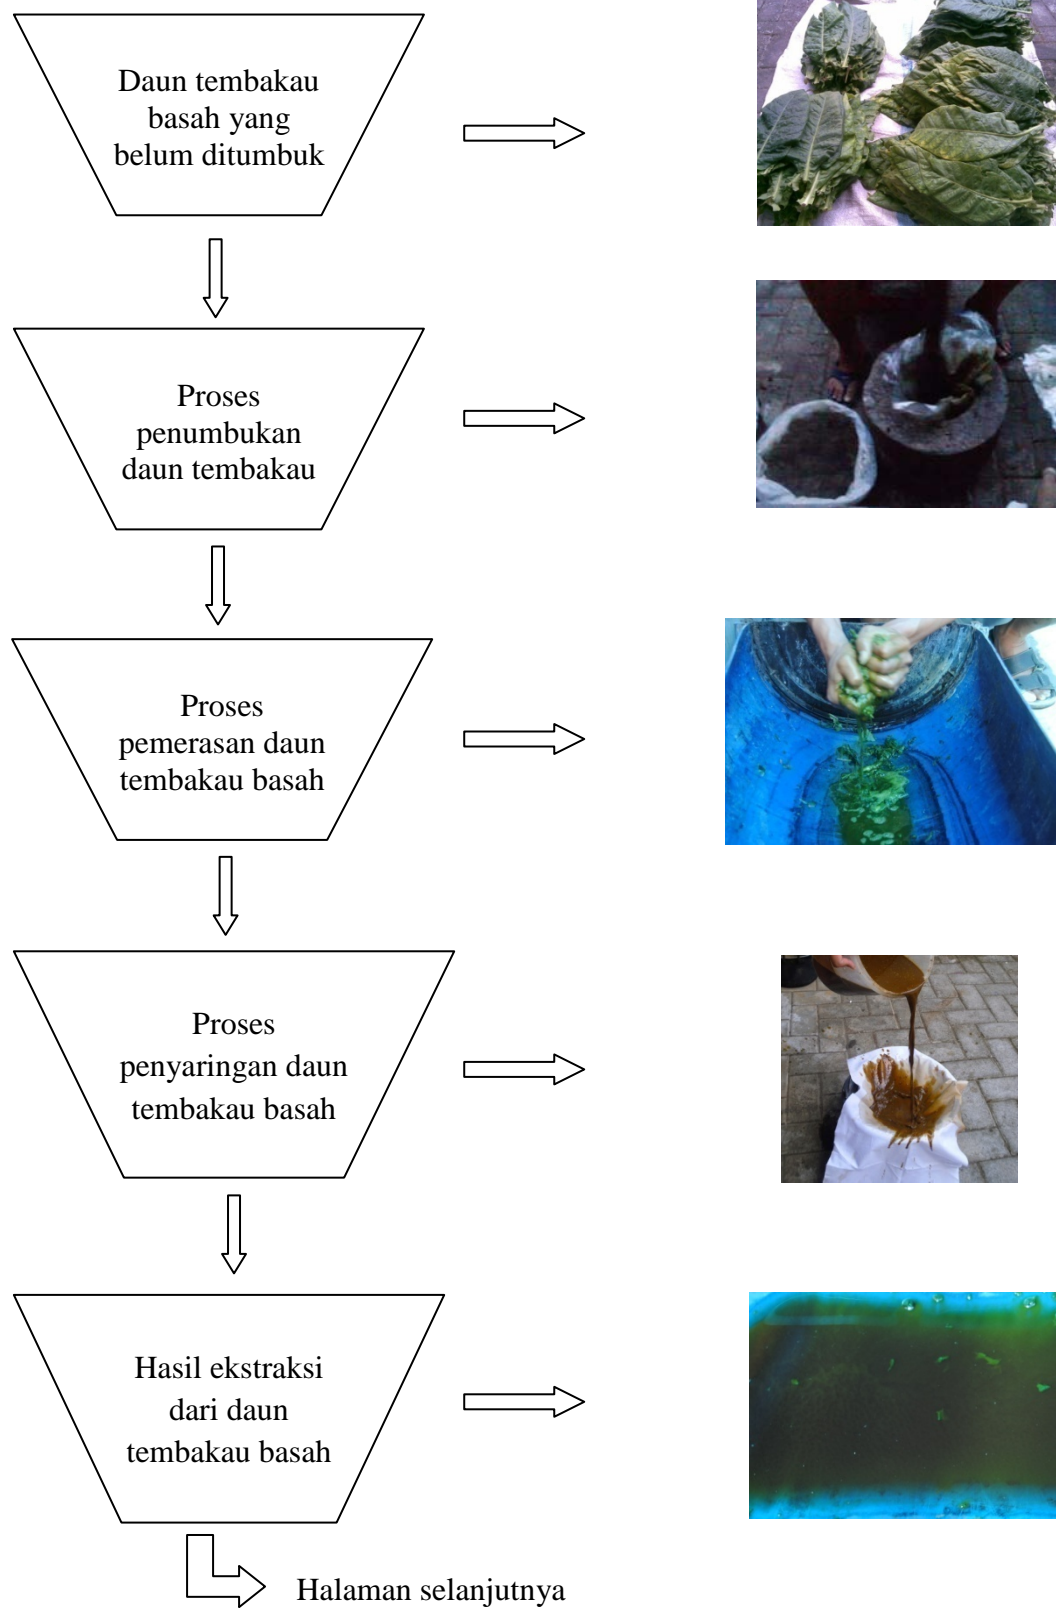 Daun tembakau
basah yang
belum ditumbuk
Proses
penumbukan
daun tembakau
Proses
pemerasan daun
tembakau basah
Proses
penyaringan daun
tembakau basah
Hasil ekstraksi
dari daun
tembakau basah
Halaman selanjutnya